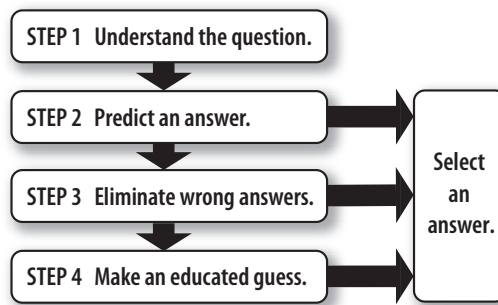 STEP 1 Understand the question.
STEP 2 Predict an answer.
STEP 3 Eliminate wrong answers.
STEP 4 Make an educated guess.
Select
an
answer.